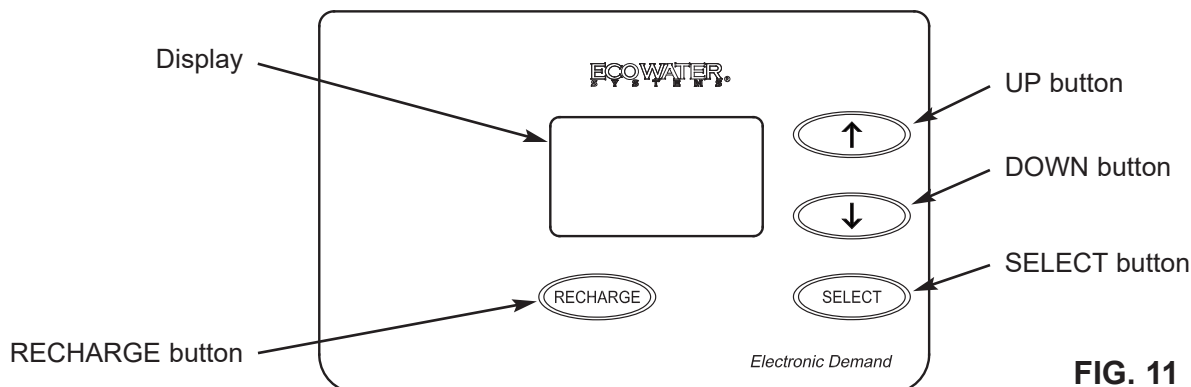 Display
ECOWATER®
SYSTEMS
UP button
↑
DOWN button
↓
SELECT button
RECHARGE
SELECT
RECHARGE button
Electronic Demand
FIG. 11